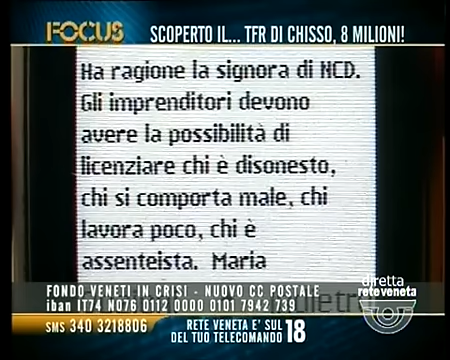 FOCUS
SCOPERTO IL... TFR DI CHISSO, 8 MILIONI!
Ha ragione la signora di NCD.
Gli imprenditori devono
avere la possibilità di
licenziare chi è disonesto,
chi si comporta male, chi
lavora poco, chi è
assenteista. Maria
diretta
reteveneta
FONDO VENETI IN CRISI - NUOVO CC POSTALE
iban IT74 N076 0112 0000 0101 7942 739
SMS 340 3218806
RETE VENETA E' SUL
DEL TUO TELECOMANDO 18